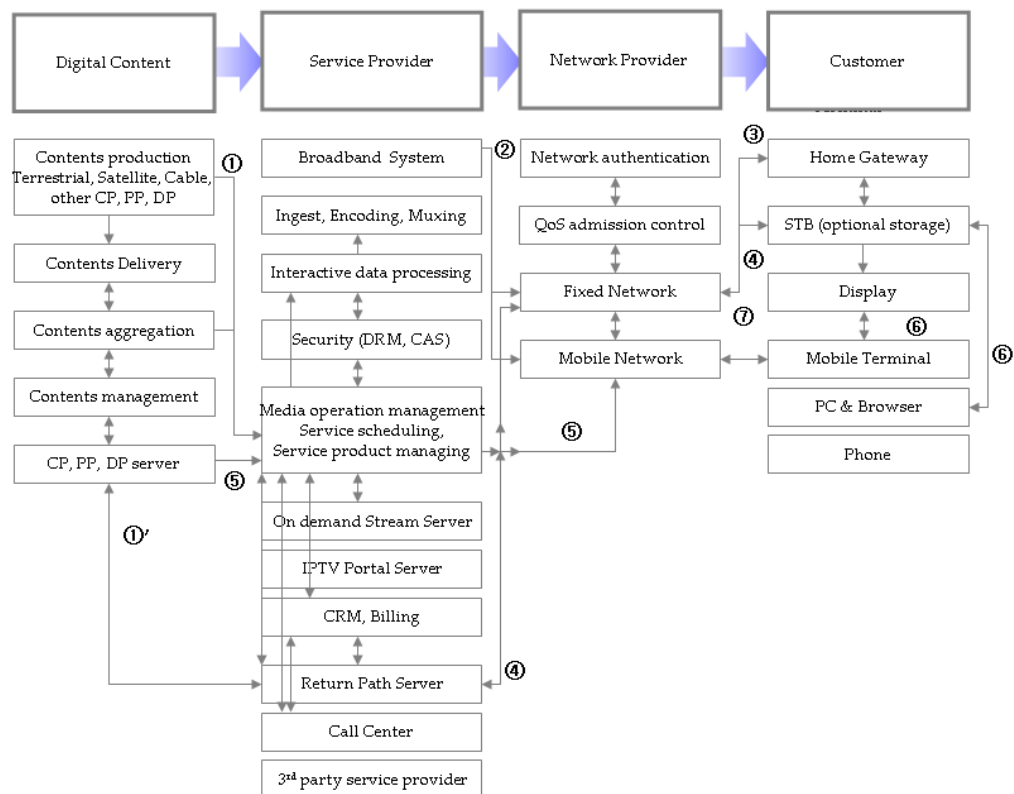 Digital Content
Service Provider
Network Provider
Customer
Contents production
Terrestrial, Satellite, Cable,
other CP, PP, DP
①
Contents Delivery
Contents aggregation
Contents management
CP, PP, DP server
⑤
①'
Broadband System
②
Ingest, Encoding, Muxing
Interactive data processing
Security (DRM, CAS)
Media operation management
Service scheduling,
Service product managing
⑤
On demand Stream Server
IPTV Portal Server
CRM, Billing
Return Path Server
④
Call Center
3rd party service provider
Network authentication
QoS admission control
Fixed Network
Mobile Network
③
Home Gateway
STB (optional storage)
④
Display
⑦
⑥
Mobile Terminal
⑥
PC & Browser
Phone